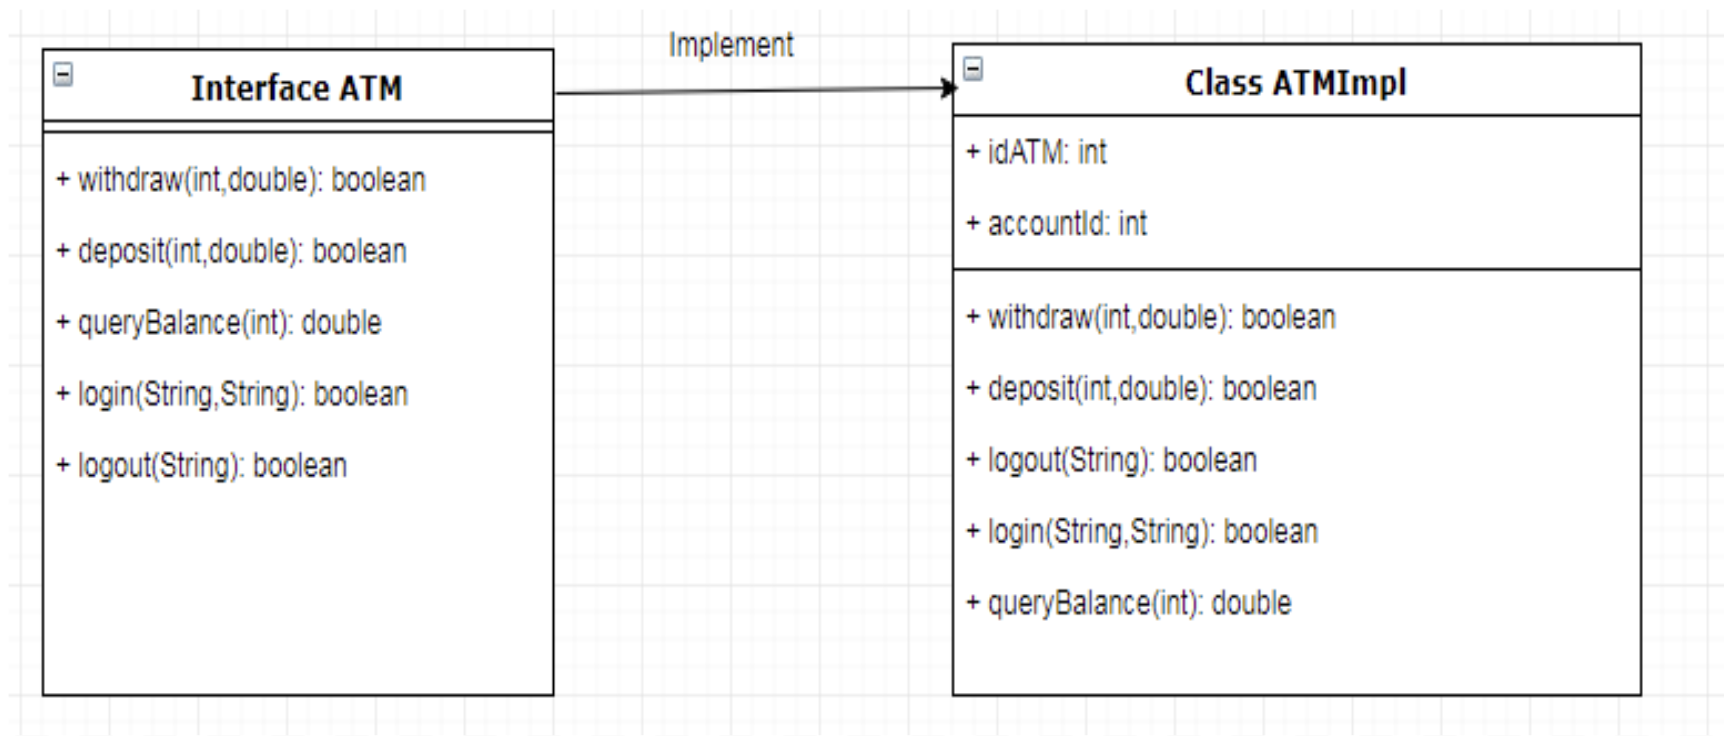 Implement
Interface ATM
+ withdraw(int,double): boolean
+ deposit(int,double): boolean
+ queryBalance(int): double
+ login(String,String): boolean
+ logout(String): boolean
Class ATMImpl
+ idATM: int
+ accountId: int
+ withdraw(int,double): boolean
+ deposit(int,double): boolean
+ logout(String): boolean
+ login(String,String): boolean
+ queryBalance(int): double